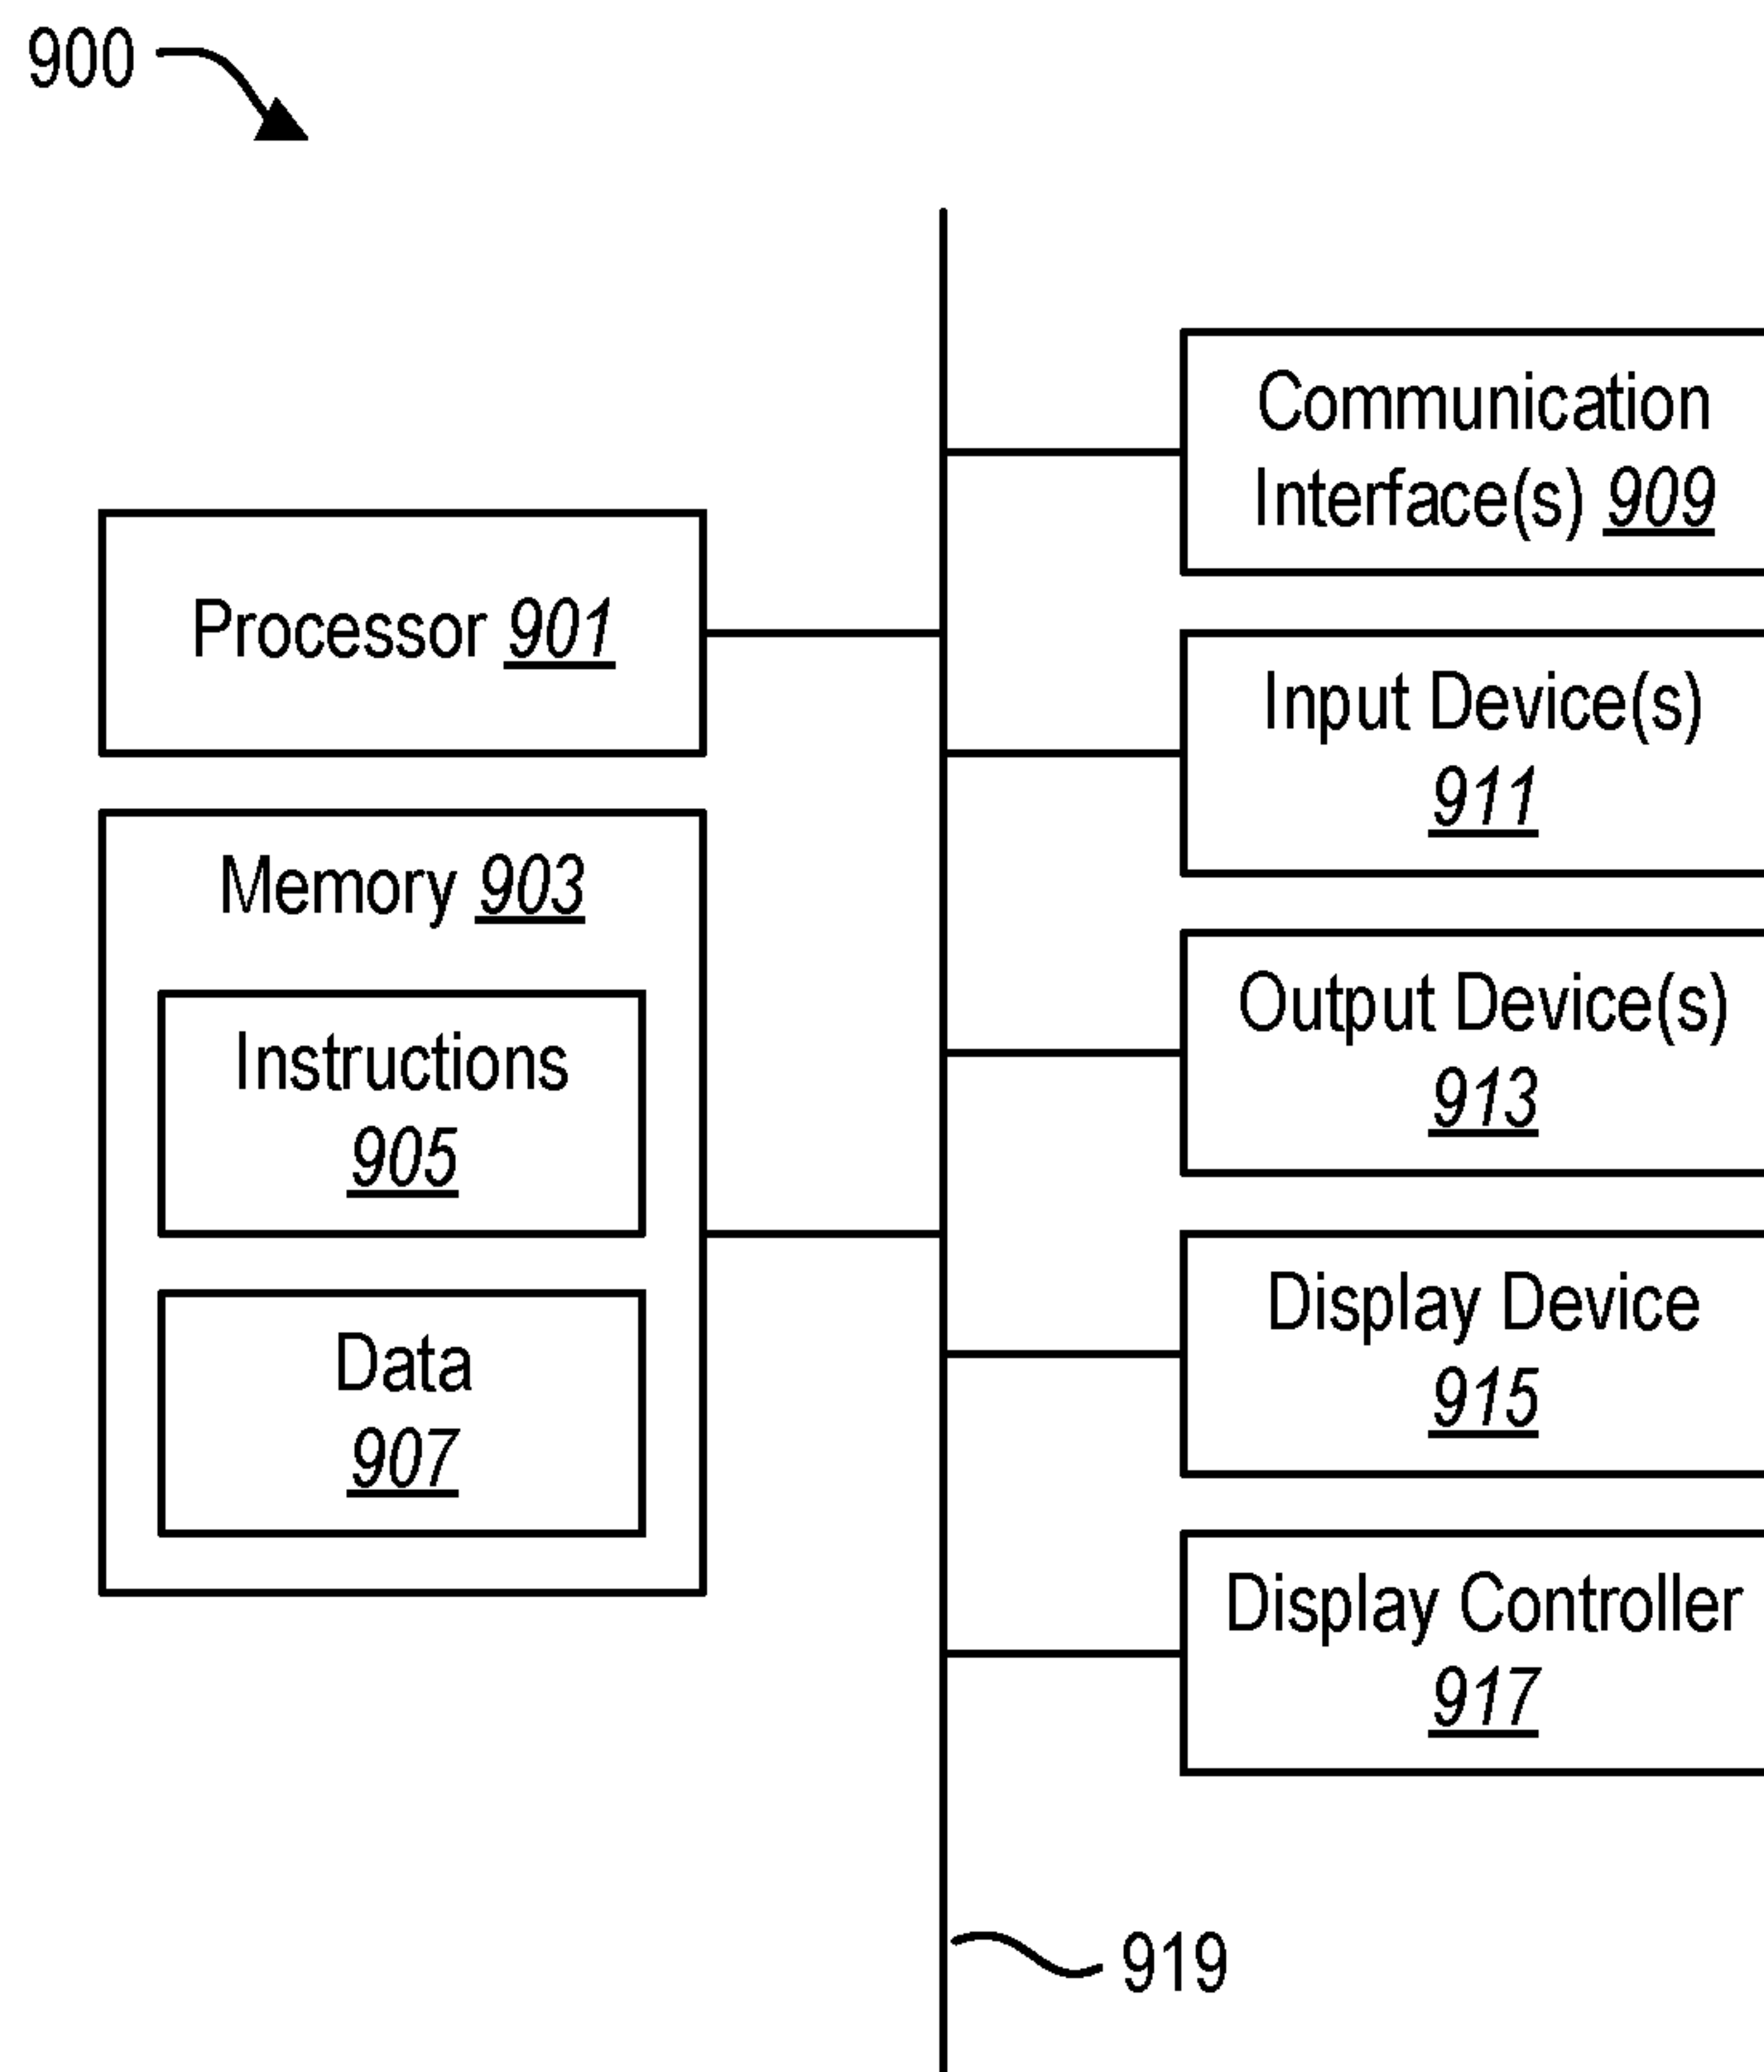 900
Processor 901
Memory 903
Instructions
905
Data
907
Communication
Interface(s) 909
Input Device(s)
911
Output Device(s)
913
Display Device
915
Display Controller
917
919